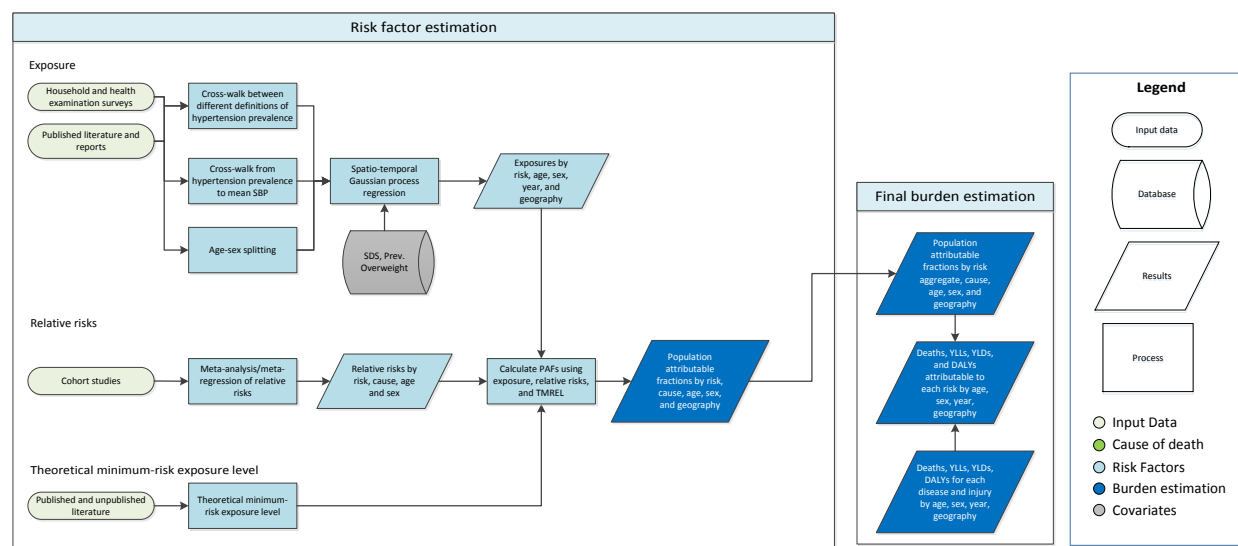 Risk factor estimation
Exposure
Household and health
examination surveys
Published literature and
reports
Cross-walk between
different definitions of
hypertension prevalence
Cross-walk from
hypertension prevalence
to mean SBP
Age-sex splitting
Spatio-temporal
Gaussian process
regression
SDS, Prev.
Overweight
Exposures by
risk, age, sex,
year, and
geography
Relative risks
Cohort studies
Meta-analysis/meta-
regression of relative
risks
Relative risks by
risk, cause, age
and sex
Calculate PAFs using
exposure, relative risks,
and TMREL
Population
attributable
fractions by risk,
cause, age, sex,
and geography
Theoretical minimum-risk exposure level
Published and unpublished
literature
Theoretical minimum-
risk exposure level
Final burden estimation
Population
attributable
fractions by risk
aggregate, cause,
age, sex, and
geography
Deaths, YLLs, YLDs,
and DALYs
attributable to
each risk by age,
sex, year,
geography
Deaths, YLLs, YLDs,
DALYs for each
disease and injury
by age, sex, year,
geography
Legend
Input data
Database
Results
Process
Input Data
Cause of death
Risk Factors
Burden estimation
Covariates